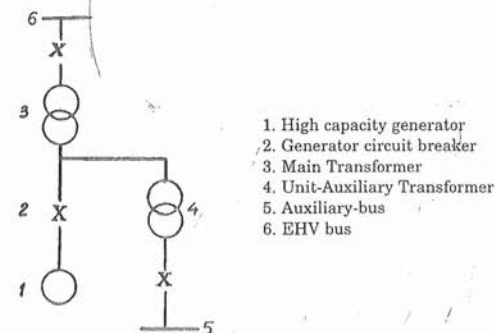 6
X
3
2 X
4
X
1
5
1. High capacity generator
2. Generator circuit breaker
3. Main Transformer
4. Unit-Auxiliary Transformer
5. Auxiliary-bus
6. EHV bus